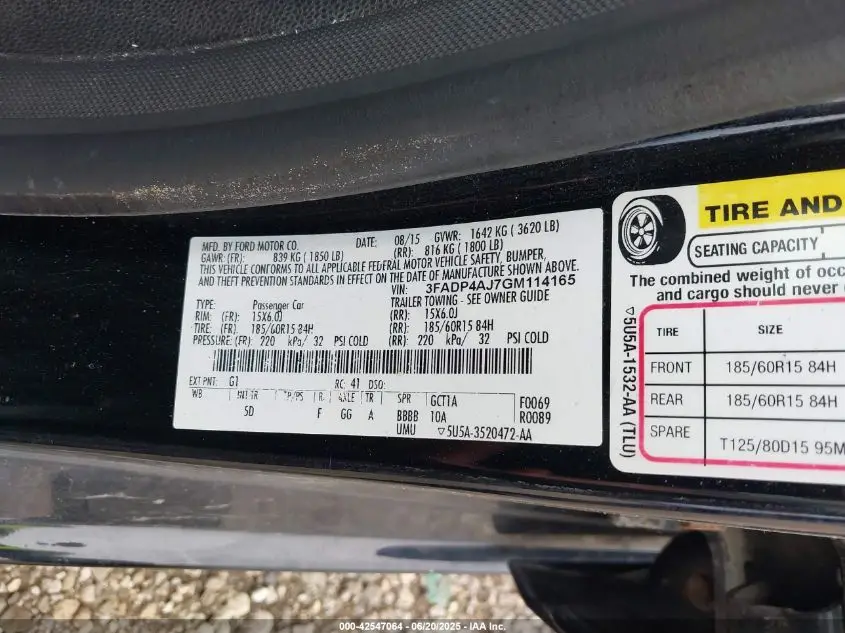 MFD. BY FORD MOTOR CO.
DATE: 08/15 GVWR: 1642 KG ( 3620 LB)
GAWR: (FR): 839 KG ( 1850 LB) (RR): 816 KG ( 1800 LB)
THIS VEHICLE CONFORMS TO ALL APPLICABLE FEDERAL MOTOR VEHICLE SAFETY, BUMPER,
AND THEFT PREVENTION STANDARDS IN EFFECT ON THE DATE OF MANUFACTURE SHOWN ABOVE.
VIN: 3FADP4AJ7GM114165
TYPE: Passenger Car TRAILER TOWING - SEE OWNER GUIDE
RIM: (FR): 15X6.0J (RR): 15X6.0J
TIRE: (FR): 185/60R15 84H (RR): 185/60R15 84H
PRESSURE: (FR): 220 kPa/ 32 PSI COLD (RR): 220 kPa/ 32 PSI COLD
EXT PNT: G1 RC: 41 DSO:
WB TP/PS R AXLE TR SPR GCT1A F0069
5D F GG A BBBB 10A R0089
UMU ▽5U5A-3520472-AA
TIRE AND
SEATING CAPACITY
The combined weight of occ
and cargo should never
TIRE SIZE
FRONT 185/60R15 84H
REAR 185/60R15 84H
SPARE T125/80D15 95M
▽5U5A-1532-AA (TLU)
000-42547064 - 06/20/2025 - IAA Inc.